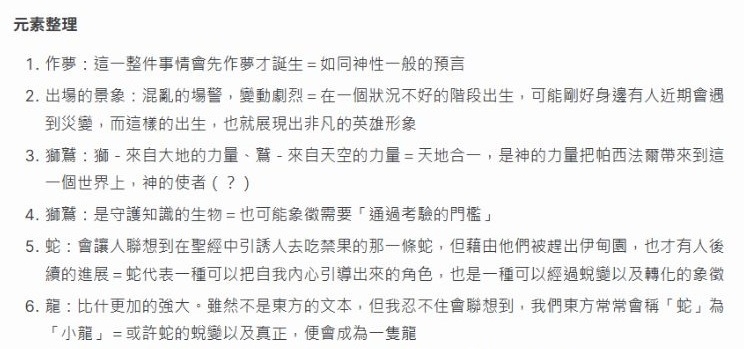 元素整理
1. 作夢：這一整件事情會先作夢才誕生＝如同神性一般的預言
2. 出場的景象：混亂的場警，變動劇烈＝在一個狀況不好的階段出生，可能剛好身邊有人近期會遇
到災變，而這樣的出生，也就展現出非凡的英雄形象
3. 獅鷲：獅 - 來自大地的力量、鷲 - 來自天空的力量＝天地合一，是神的力量把帕西法爾帶來到這
一個世界上，神的使者（？）
4. 獅鷲：是守護知識的生物＝也可能象徵需要「通過考驗的門檻」
5. 蛇：會讓人聯想到在聖經中引誘人去吃禁果的那一條蛇，但藉由他們被趕出伊甸園，也才有人後
續的進展＝蛇代表一種可以把自我內心引導出來的角色，也是一種可以經過蛻變以及轉化的象徵
6. 龍：比什更加的強大。雖然不是東方的文本，但我忍不住會聯想到，我們東方常常會稱「蛇」為
「小龍」＝或許蛇的蛻變以及真正，便會成為一隻龍